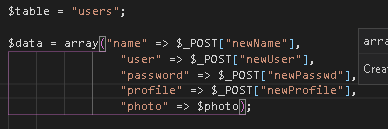 $table = "users";
$data = array("name" => $_POST["newName"],
"user" => $_POST["newUser"],
"password" => $_POST["newPasswd"],
"profile" => $_POST["newProfile"],
"photo" => $photo);
arra
Creat